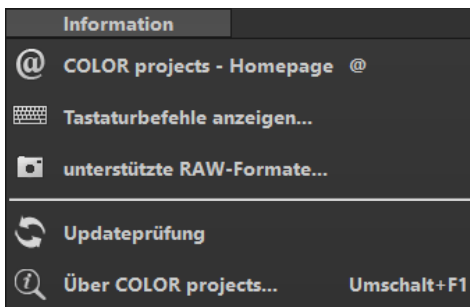 Information
COLOR projects - Homepage @
Tastaturbefehle anzeigen...
unterstützte RAW-Formate...
Updateprüfung
Über COLOR projects... Umschalt+F1